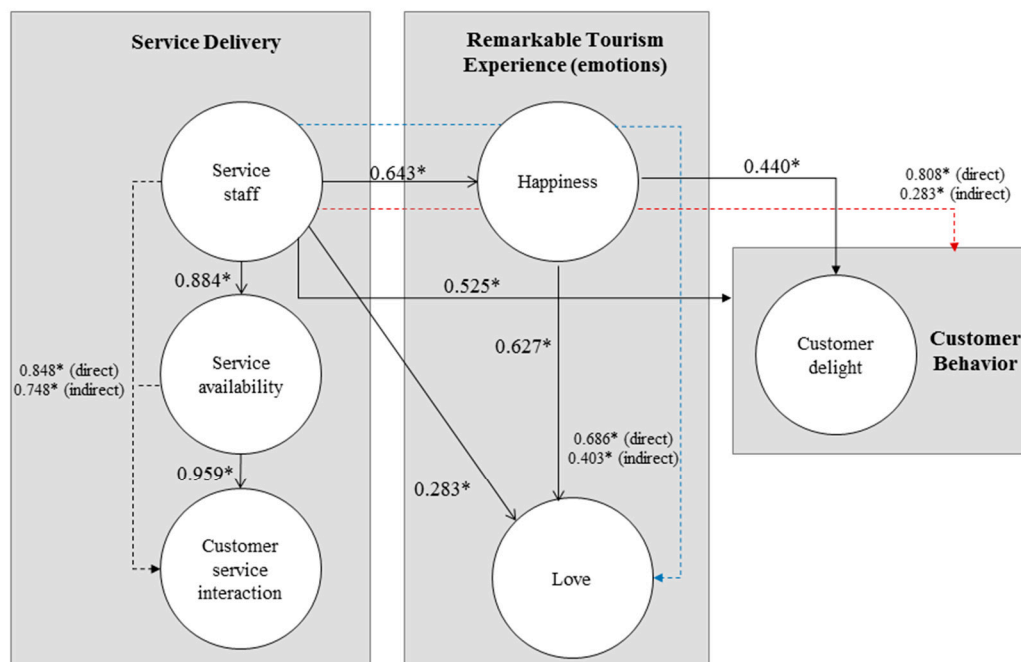 Service Delivery
Remarkable Tourism
Experience (emotions)
Service
staff
0.643*
Happiness
0.440*
0.808* (direct)
0.283* (indirect)
0.884*
0.525*
Service
availability
0.848* (direct)
0.748* (indirect)
0.627*
Customer
delight
Customer
Behavior
0.686* (direct)
0.403* (indirect)
0.959*
0.283*
Customer
service
interaction
Love